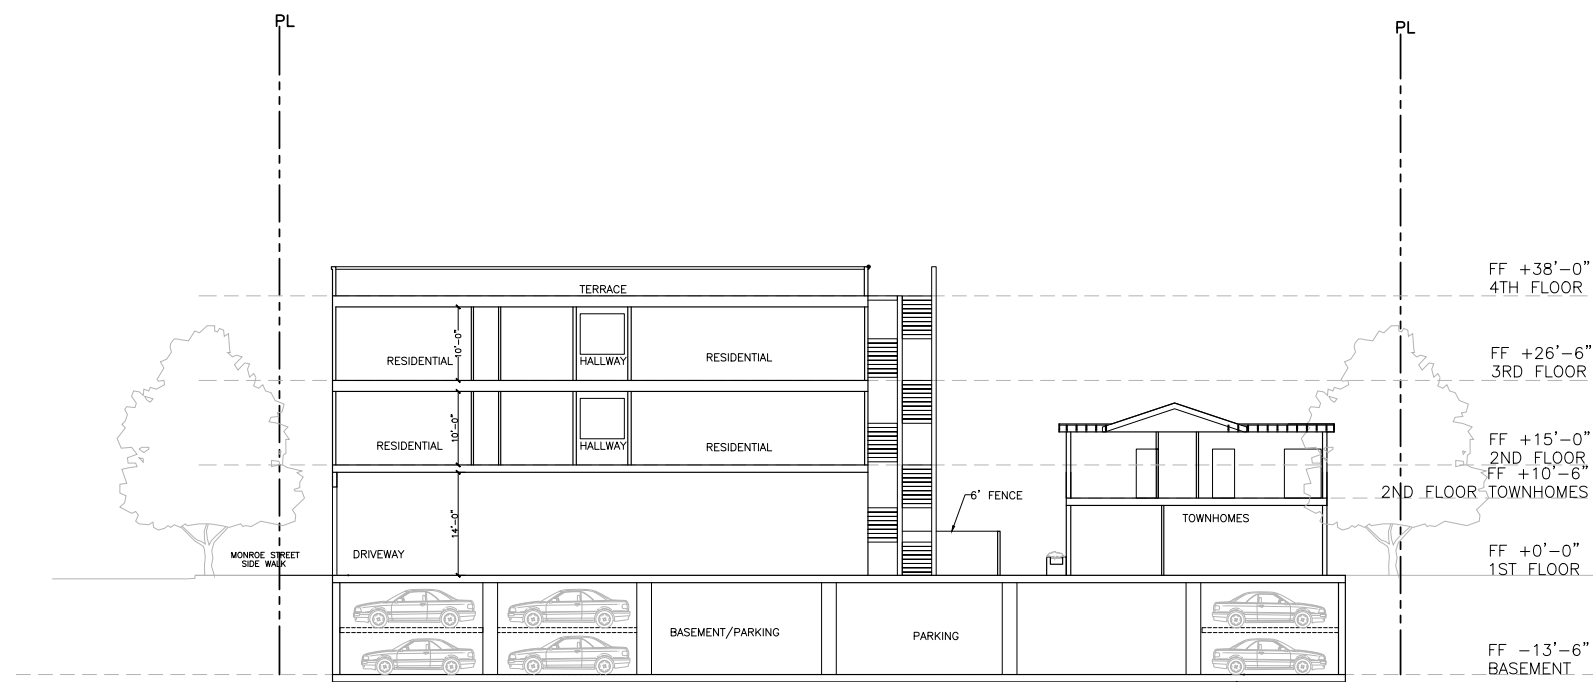 PL
PL
FF +38'-0"
4TH FLOOR
TERRACE
10'-0"
RESIDENTIAL
HALLWAY
RESIDENTIAL
FF +26'-6"
3RD FLOOR
10'-0"
RESIDENTIAL
HALLWAY
RESIDENTIAL
FF +15'-0"
2ND FLOOR
FF +10'-6"
2ND FLOOR TOWNHOMES
6' FENCE
TOWNHOMES
14'-0"
MONROE STREET
SIDE WALK
DRIVEWAY
FF +0'-0"
1ST FLOOR
BASEMENT/PARKING
PARKING
FF -13'-6"
BASEMENT